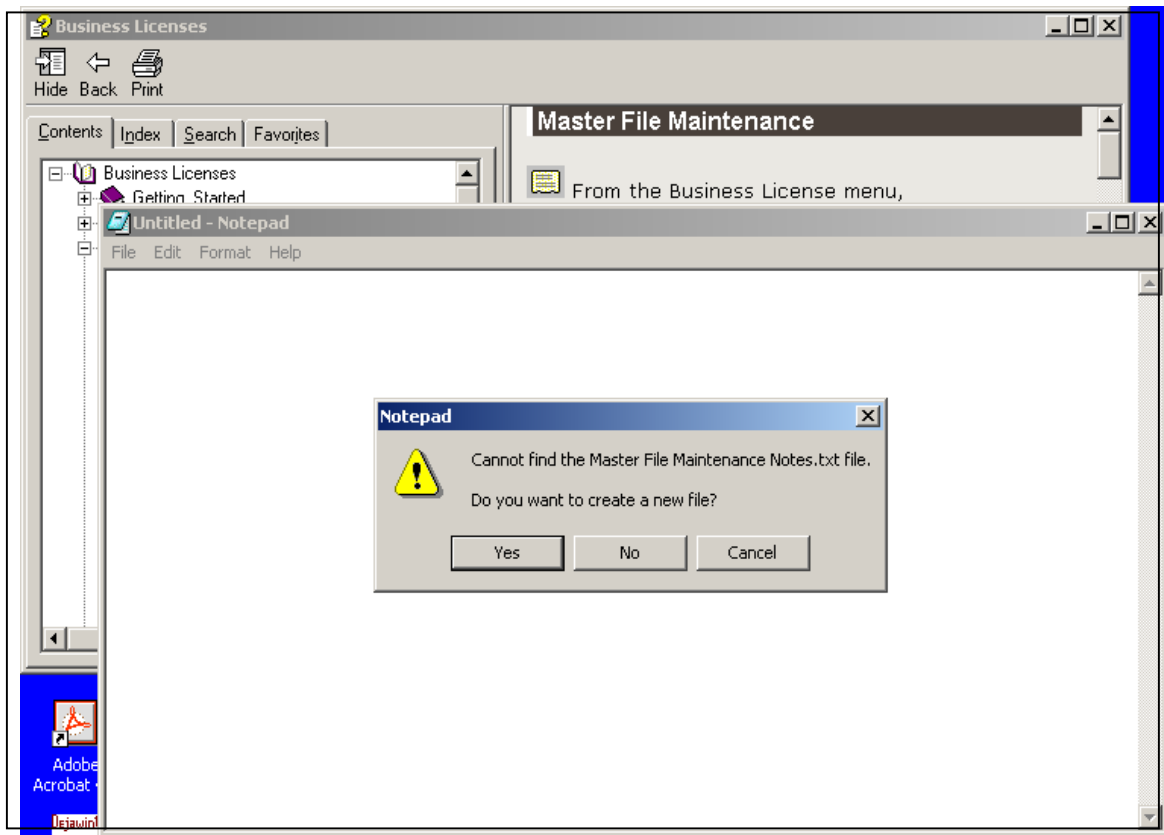 Business Licenses
Hide Back Print
Contents Index Search Favorites
Business Licenses
Getting Started
Master File Maintenance
From the Business License menu,
Untitled - Notepad
File Edit Format Help
Notepad
Cannot find the Master File Maintenance Notes.txt file.
Do you want to create a new file?
Yes No Cancel
Adobe
Acrobat